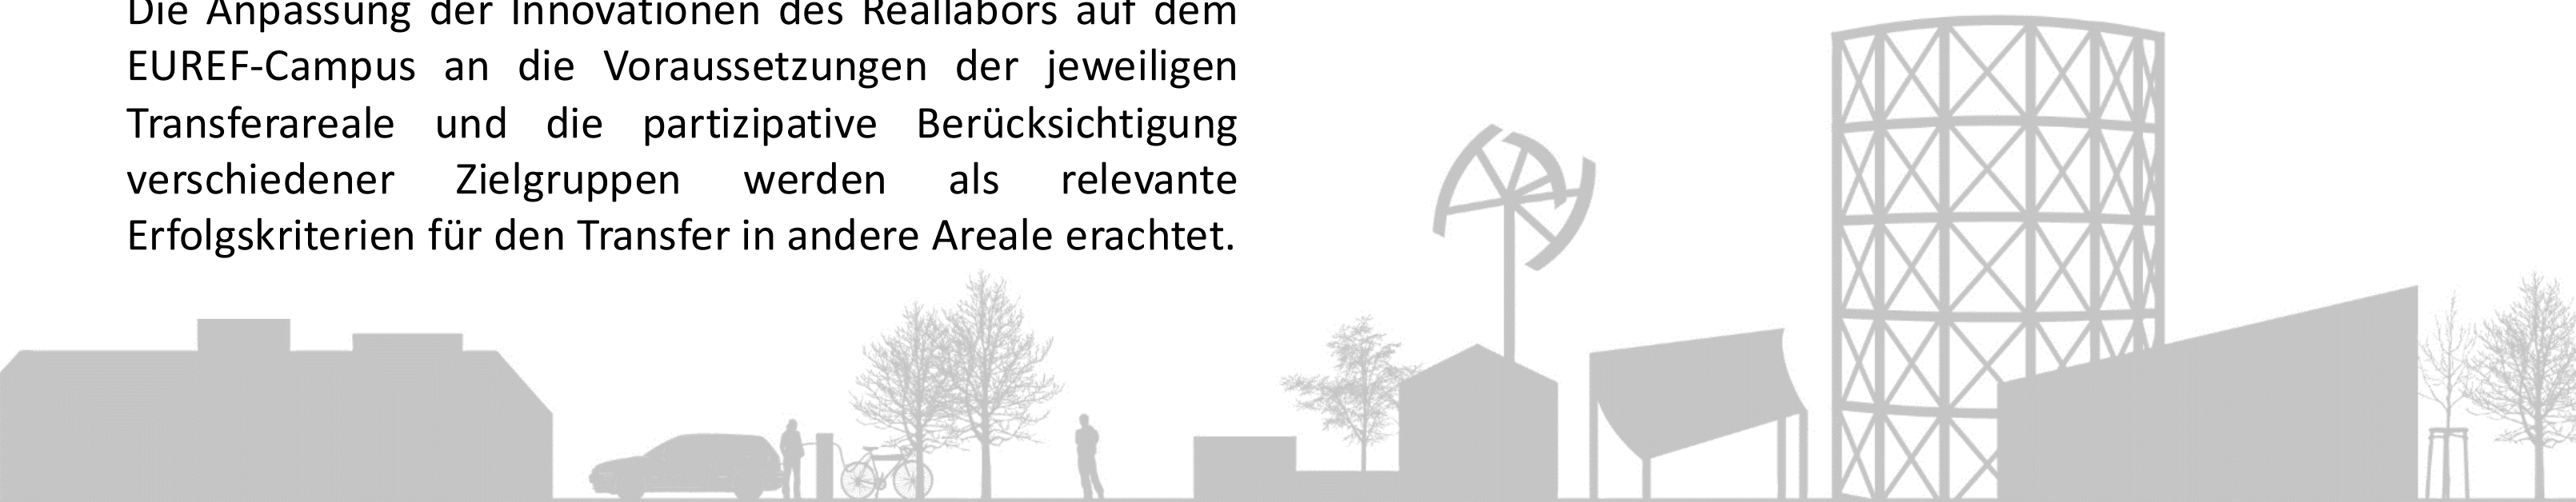 Die Anpassung der Innovationen des Reallabors auf dem
EUREF-Campus an die Voraussetzungen der jeweiligen
Transferareale und die partizipative Berücksichtigung
verschiedener Zielgruppen werden als relevante
Erfolgskriterien für den Transfer in andere Areale erachtet.